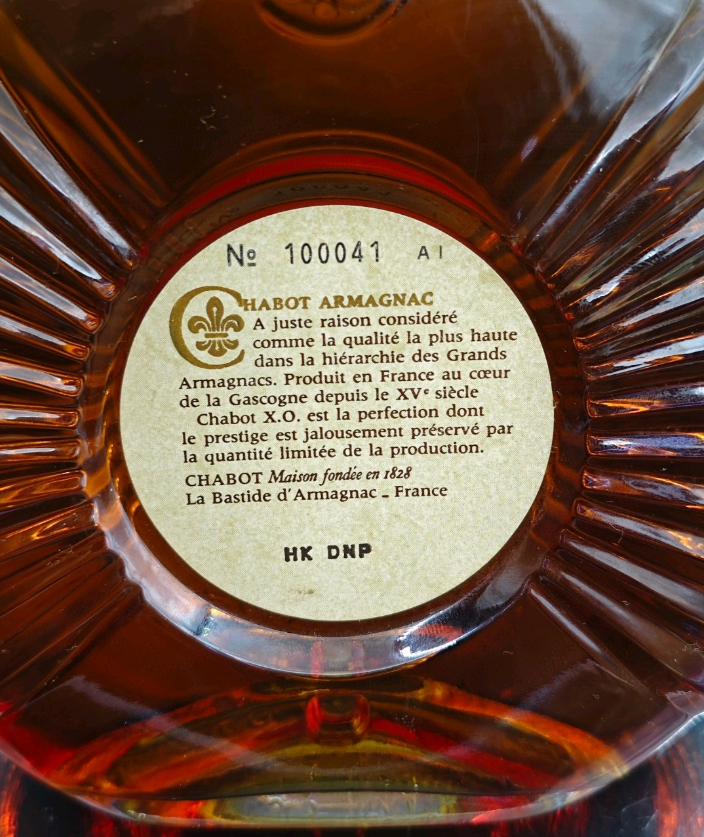 № 100041 A1
CHABOT ARMAGNAC
A juste raison considéré
comme la qualité la plus haute
dans la hiérarchie des Grands
Armagnacs. Produit en France au cœur
de la Gascogne depuis le XVᵉ siècle
Chabot X.O. est la perfection dont
le prestige est jalousement préservé par
la quantité limitée de la production.
CHABOT Maison fondée en 1828
La Bastide d'Armagnac - France
HK DNP